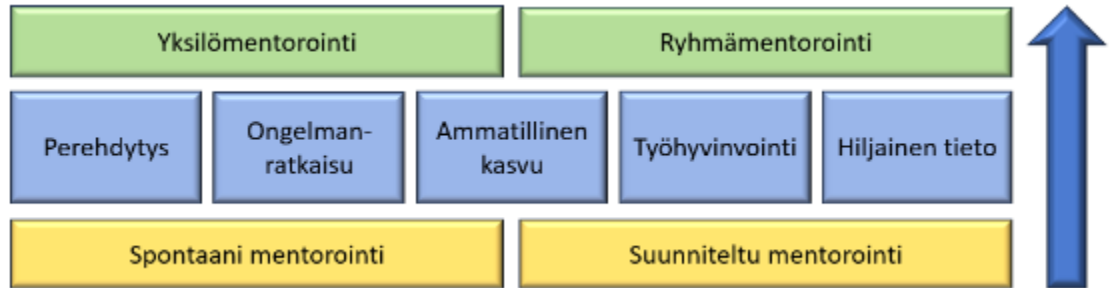 Yksilömentorointi
Ryhmämentorointi
Perehdytys
Ongelman-
ratkaisu
Ammatillinen
kasvu
Työhyvinvointi
Hiljainen tieto
Spontaani mentorointi
Suunniteltu mentorointi